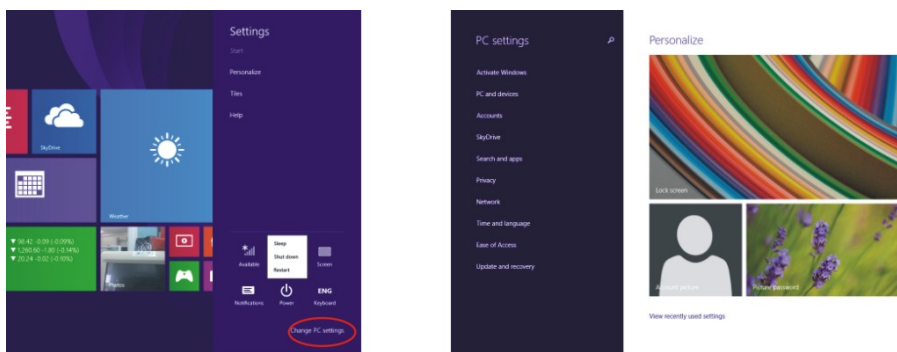 Settings
Start
Personalize
Tiles
Help
SkyDrive
Weather
▼ 96.42 -0.09 (-0.09%)
▼ 1,260.60 -1.80 (-0.14%)
▼ 20.24 -0.02 (-0.10%)
Photos
Available
Sleep
Shut down
Restart
Screen
Notifications
Power
ENG
Keyboard
Change PC settings
PC settings
Activate Windows
PC and devices
Accounts
SkyDrive
Search and apps
Privacy
Network
Time and language
Ease of Access
Update and recovery
Personalize
Lock screen
Account picture
Picture password
View recently used settings